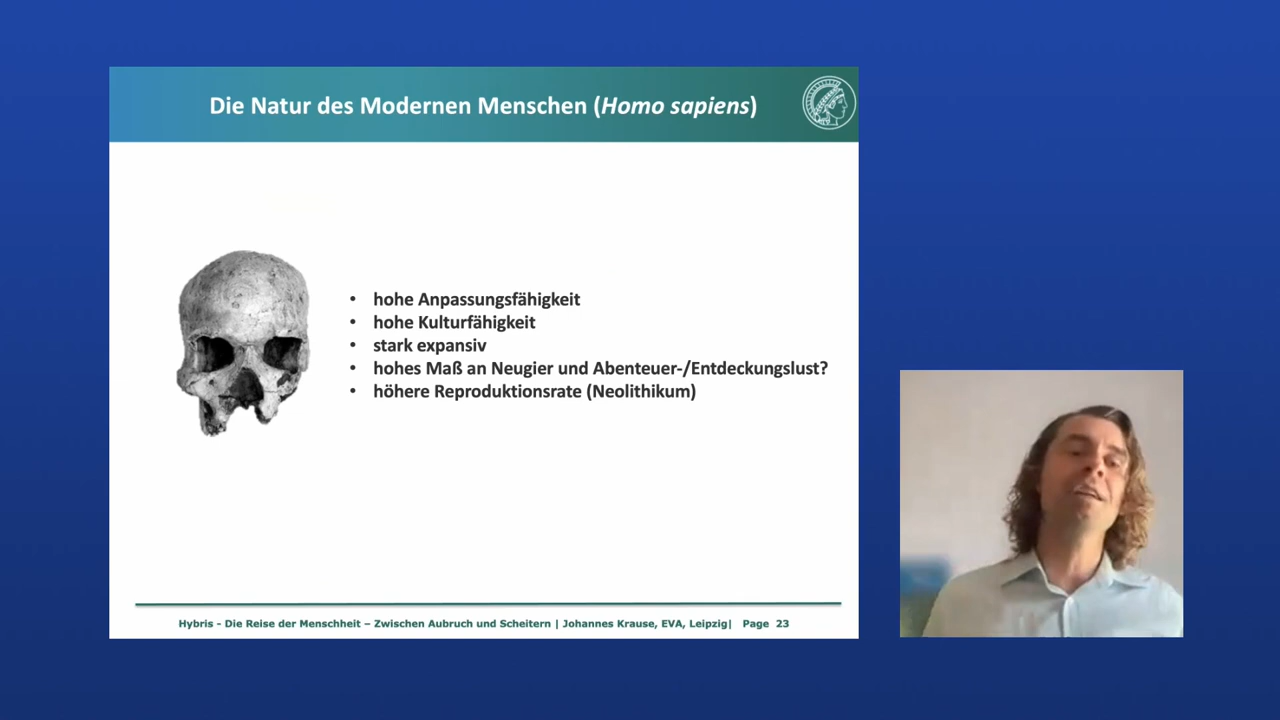 Die Natur des Modernen Menschen (Homo sapiens)
• hohe Anpassungsfähigkeit
• hohe Kulturfähigkeit
• stark expansiv
• hohes Maß an Neugier und Abenteuer-/Entdeckungslust?
• höhere Reproduktionsrate (Neolithikum)
Hybris - Die Reise der Menschheit – Zwischen Aubruch und Scheitern | Johannes Krause, EVA, Leipzig| Page 23